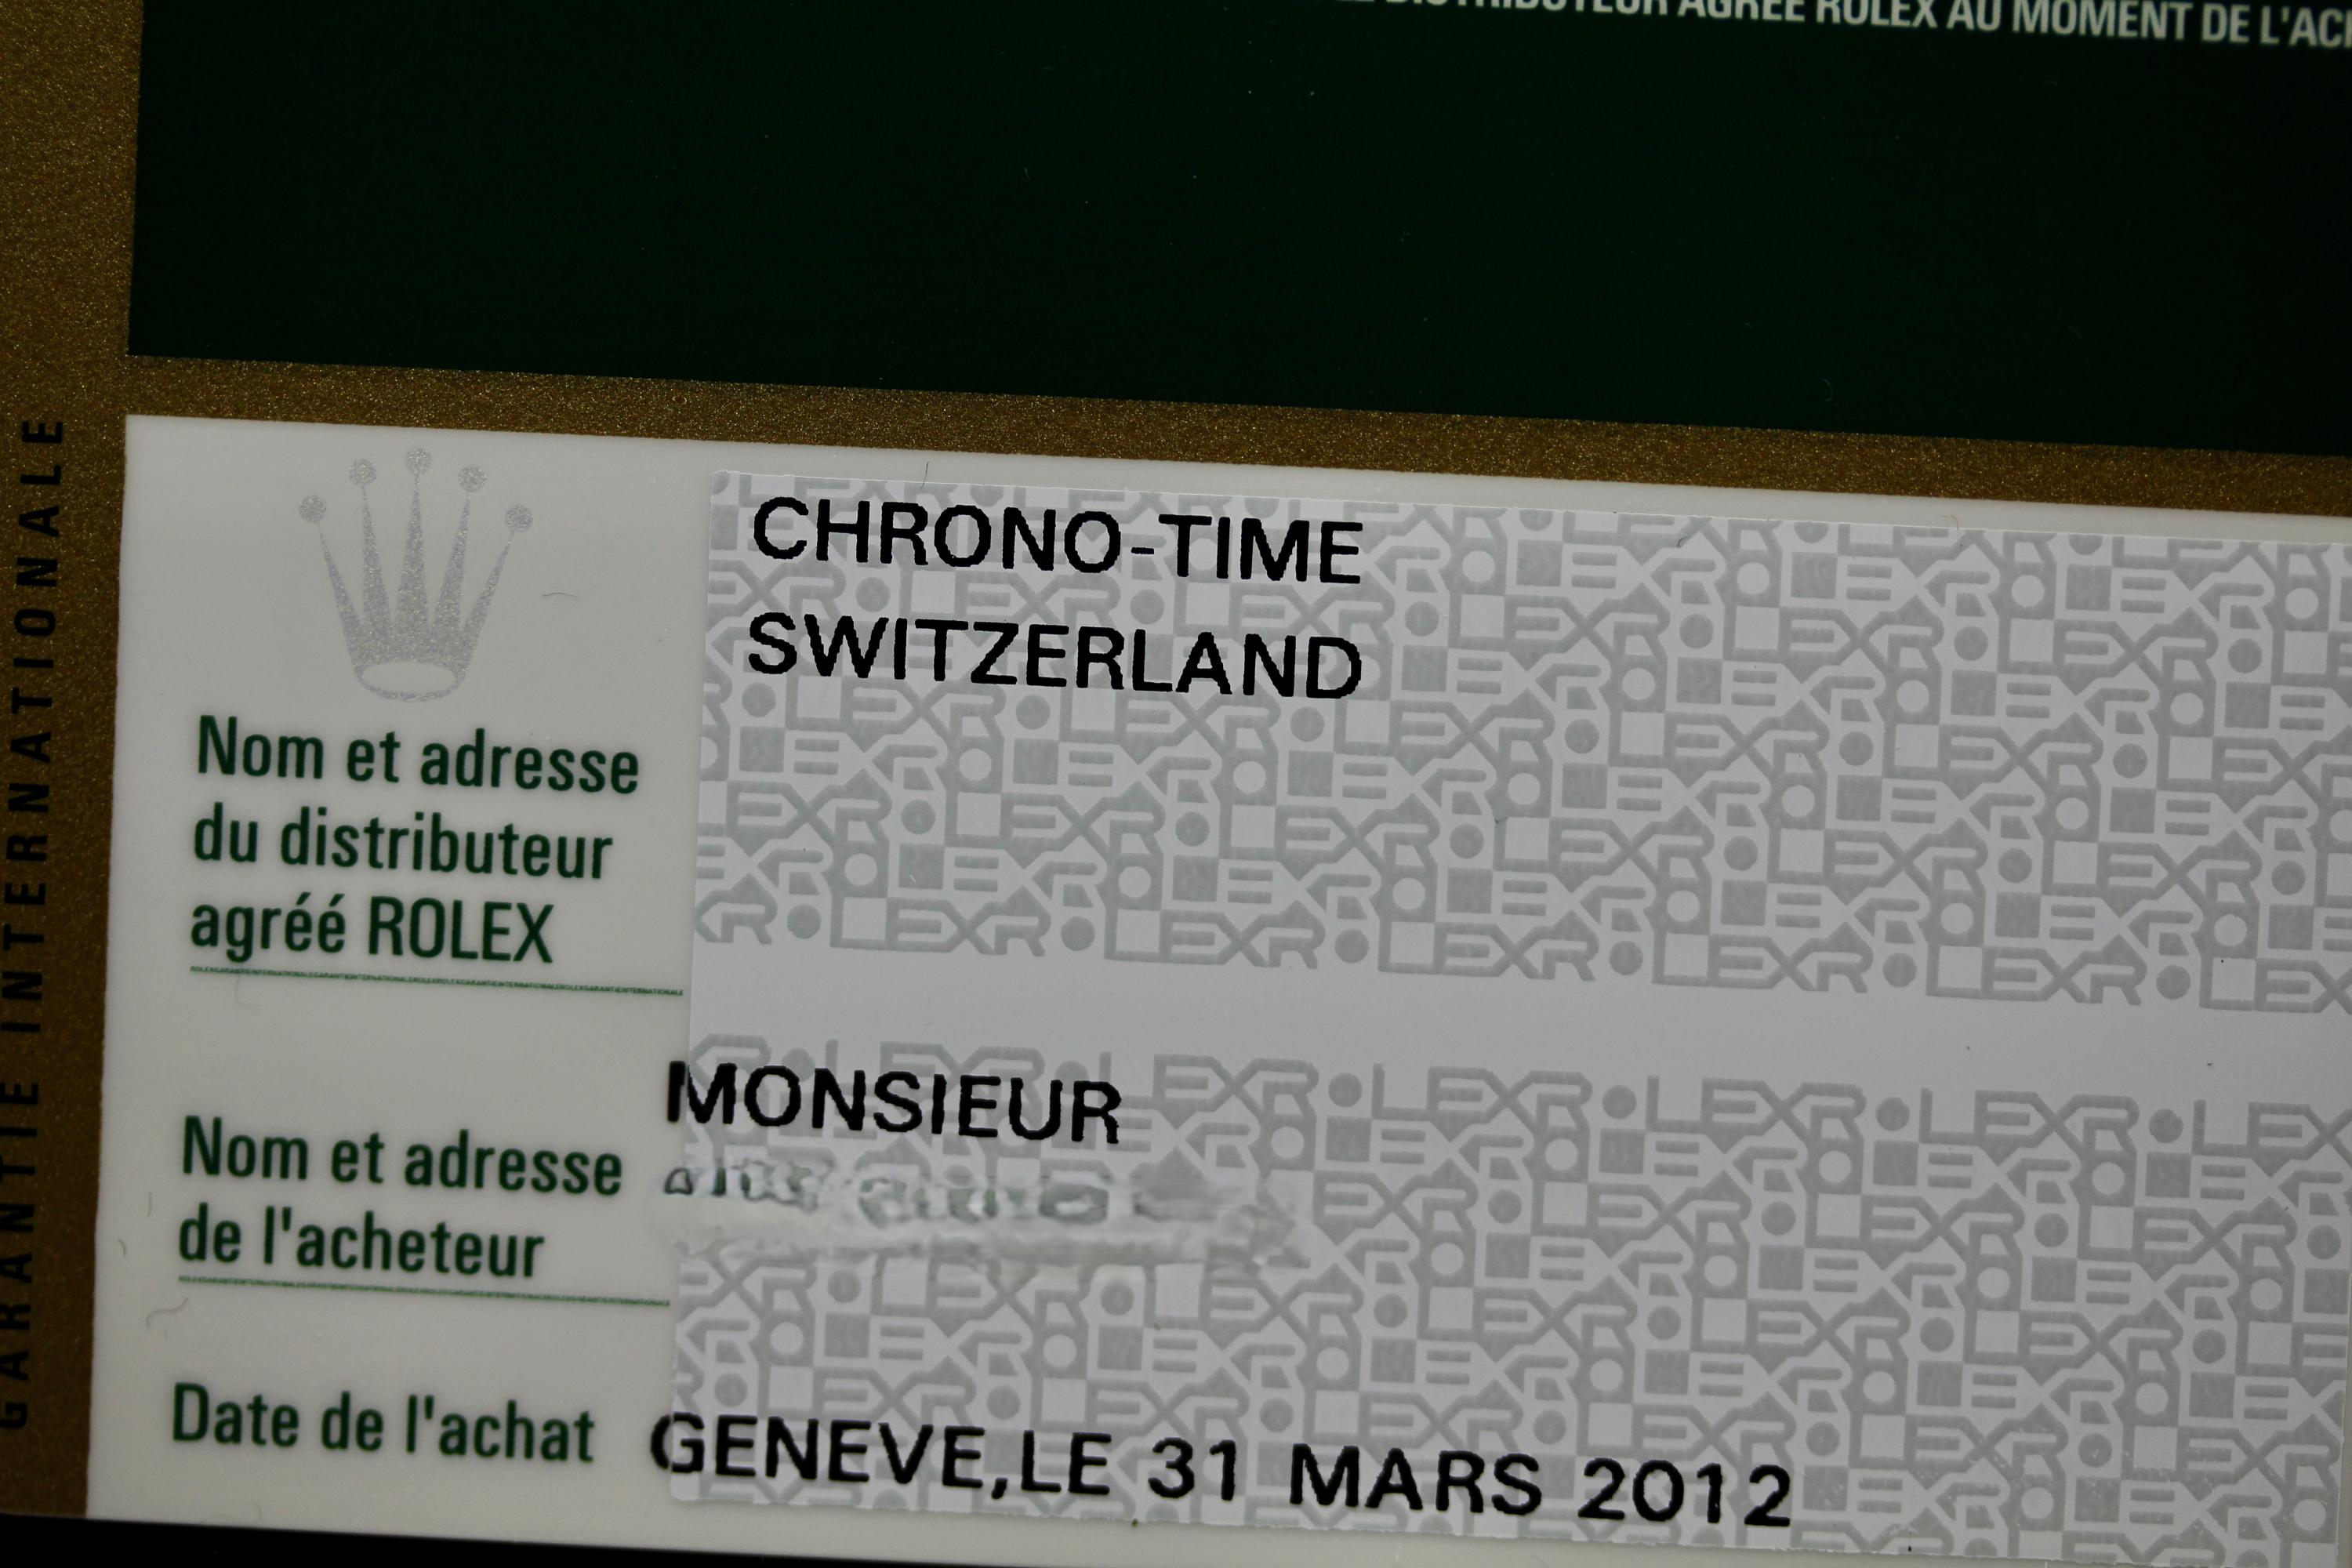 DISTRIBUTEUR AGRÉÉ ROLEX AU MOMENT DE L'ACH
GARANTIE INTERNATIONALE
CHRONO-TIME
SWITZERLAND
Nom et adresse
du distributeur
agréé ROLEX
MONSIEUR
Nom et adresse
de l'acheteur
Date de l'achat GENEVE,LE 31 MARS 2012